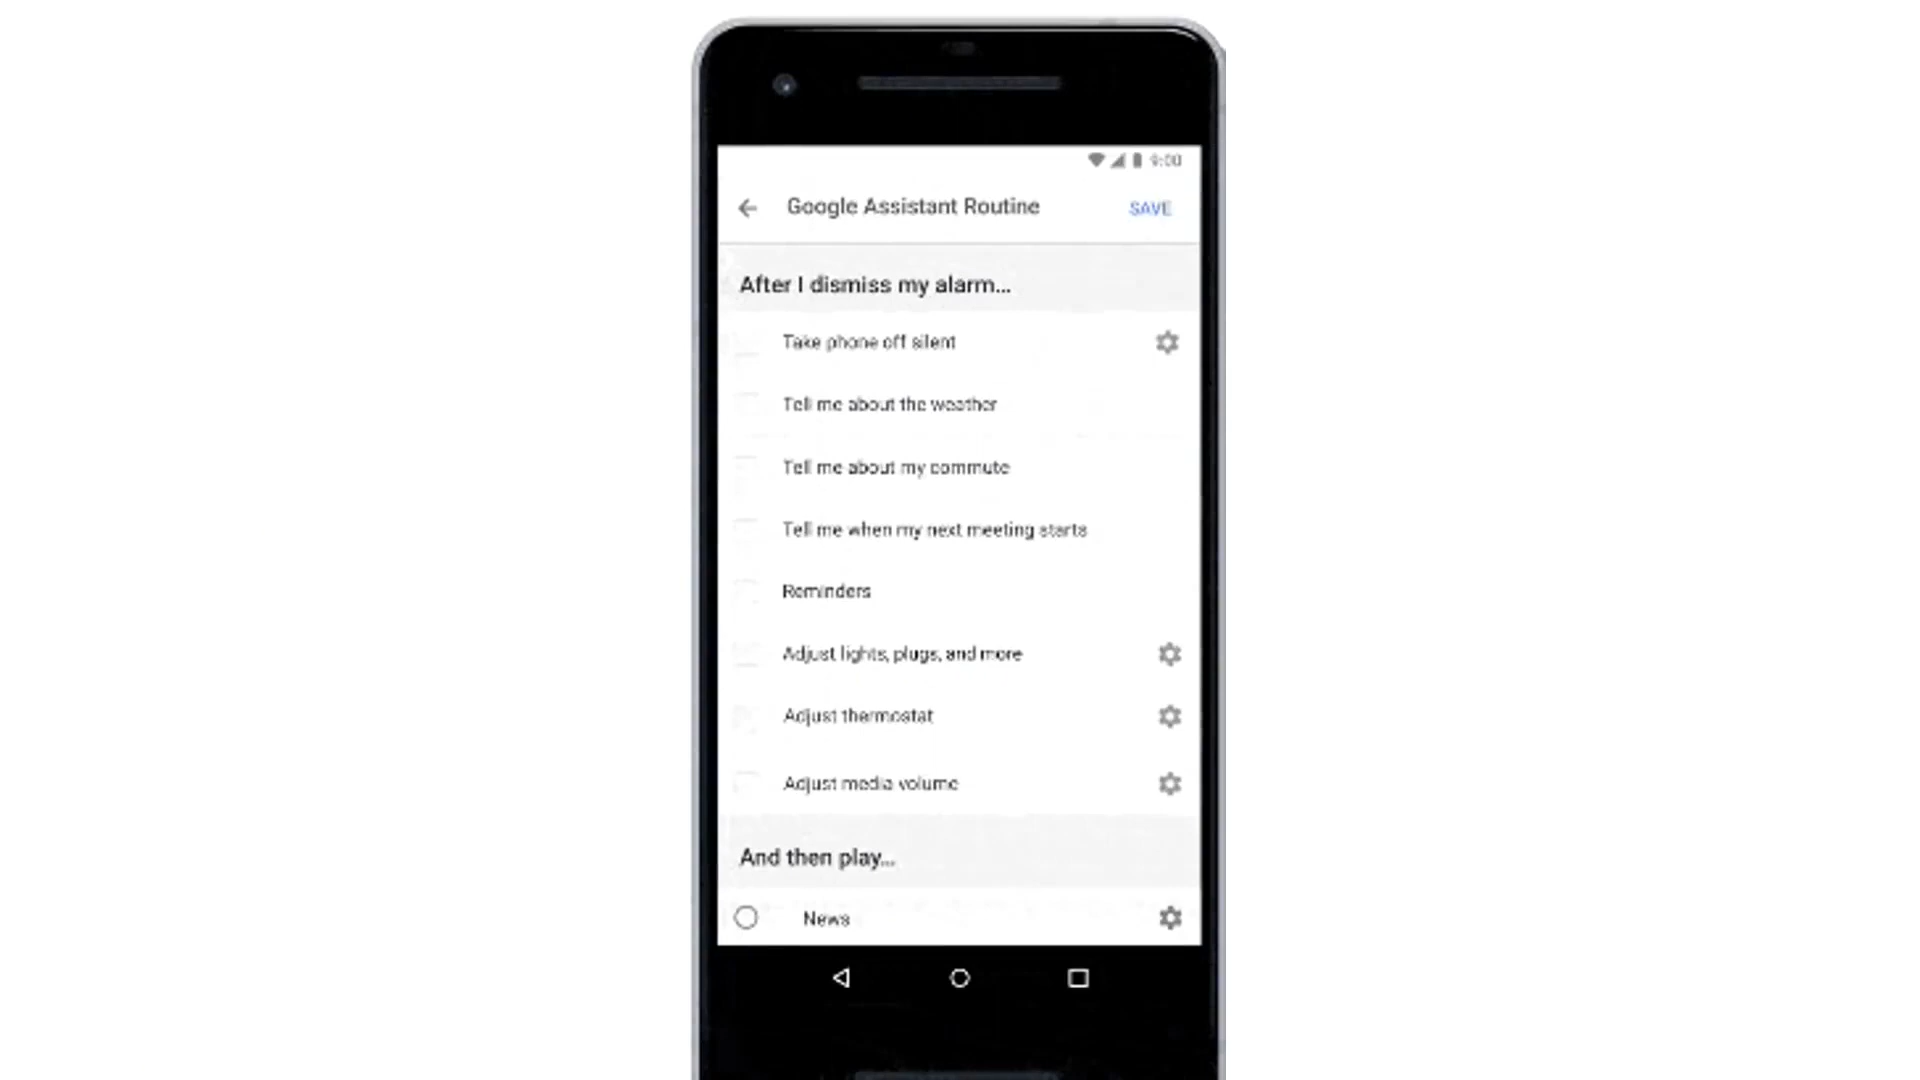 9:00
Google Assistant Routine SAVE
After I dismiss my alarm...
Take phone off silent
Tell me about the weather
Tell me about my commute
Tell me when my next meeting starts
Reminders
Adjust lights, plugs, and more
Adjust thermostat
Adjust media volume
And then play...
News